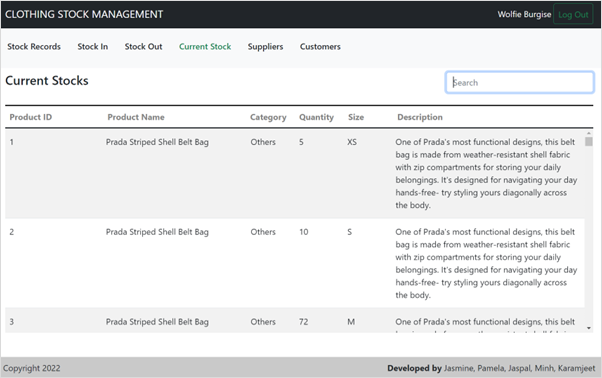 CLOTHING STOCK MANAGEMENT Wolfie Burgise Log Out
Stock Records Stock In Stock Out Current Stock Suppliers Customers
Current Stocks Search
Product ID Product Name Category Quantity Size Description
1 Prada Striped Shell Belt Bag Others 5 XS One of Prada's most functional designs, this belt
bag is made from weather-resistant shell fabric
with zip compartments for storing your daily
belongings. It's designed for navigating your day
hands-free- try styling yours diagonally across
the body.
2 Prada Striped Shell Belt Bag Others 10 S One of Prada's most functional designs, this belt
bag is made from weather-resistant shell fabric
with zip compartments for storing your daily
belongings. It's designed for navigating your day
hands-free- try styling yours diagonally across
the body.
3 Prada Striped Shell Belt Bag Others 72 M One of Prada's most functional designs, this belt
Copyright 2022 Developed by Jasmine, Pamela, Jaspal, Minh, Karamjeet